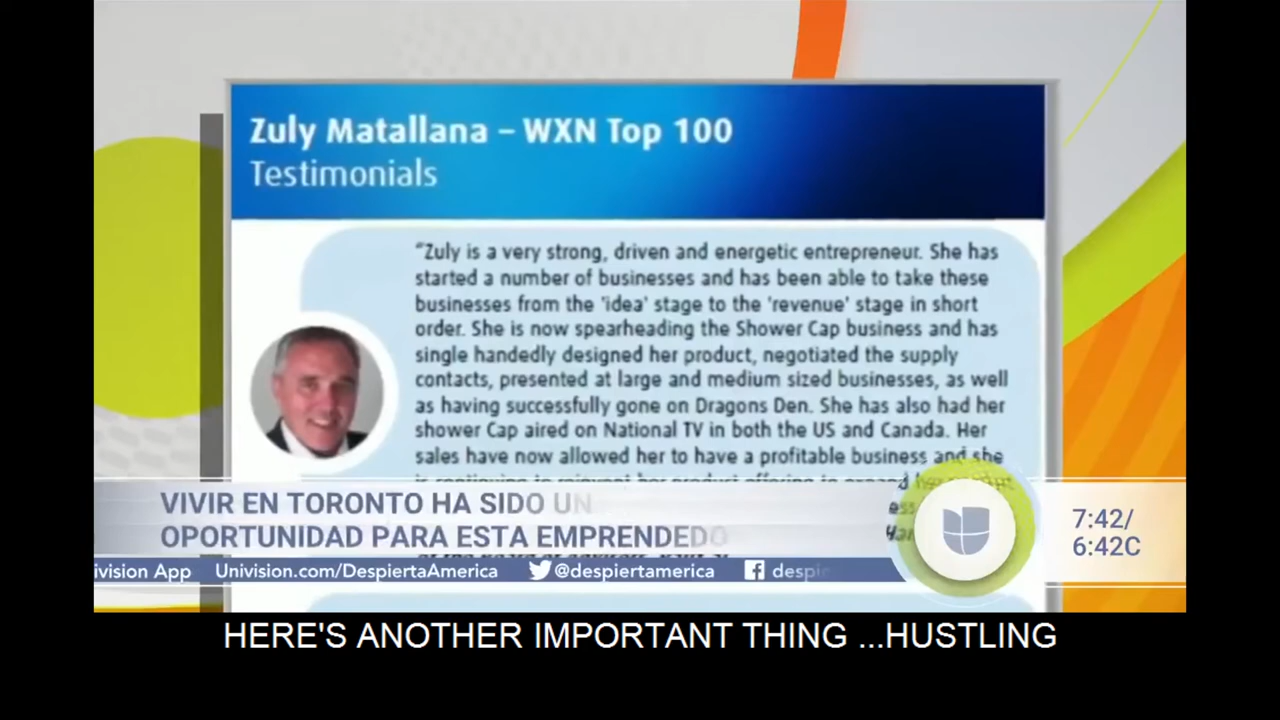 Zuly Matallana – WXN Top 100
Testimonials
“Zuly is a very strong, driven and energetic entrepreneur. She has
started a number of businesses and has been able to take these
businesses from the 'idea' stage to the 'revenue' stage in short
order. She is now spearheading the Shower Cap business and has
single handedly designed her product, negotiated the supply
contacts, presented at large and medium sized businesses, as well
as having successfully gone on Dragons Den. She has also had her
shower Cap aired on National TV in both the US and Canada. Her
sales have now allowed her to have a profitable business and she
VIVIR EN TORONTO HA SIDO UN
OPORTUNIDAD PARA ESTA EMPRENDEDO
7:42/
6:42C
ivision App Univision.com/DespiertaAmerica @despiertamerica despie
HERE'S ANOTHER IMPORTANT THING ...HUSTLING